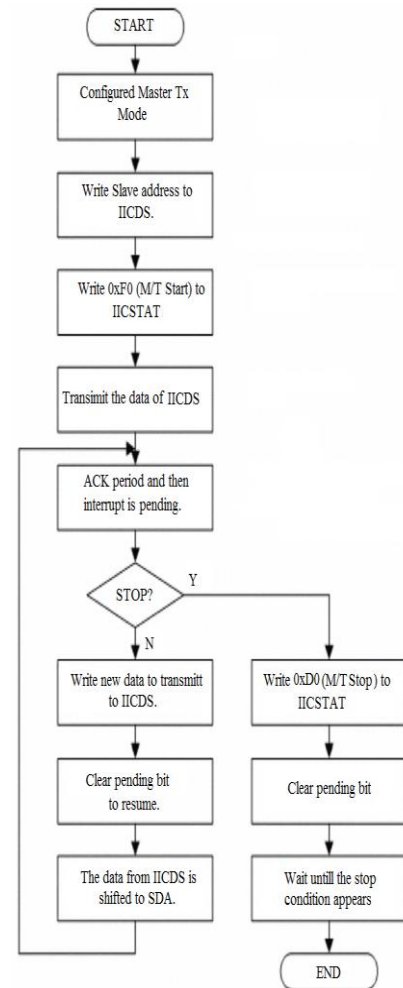 START
Configured Master Tx
Mode
Write Slave address to
IICDS.
Write 0xF0 (M/T Start) to
IICSTAT
Transimit the data of IICDS
ACK period and then
interrupt is pending.
STOP?
Y
N
Write new data to transmitt
to IICDS.
Clear pending bit
to resume.
The data from IICDS is
shifted to SDA.
Write 0xD0 (M/T Stop) to
IICSTAT
Clear pending bit
Wait untill the stop
condition appears
END